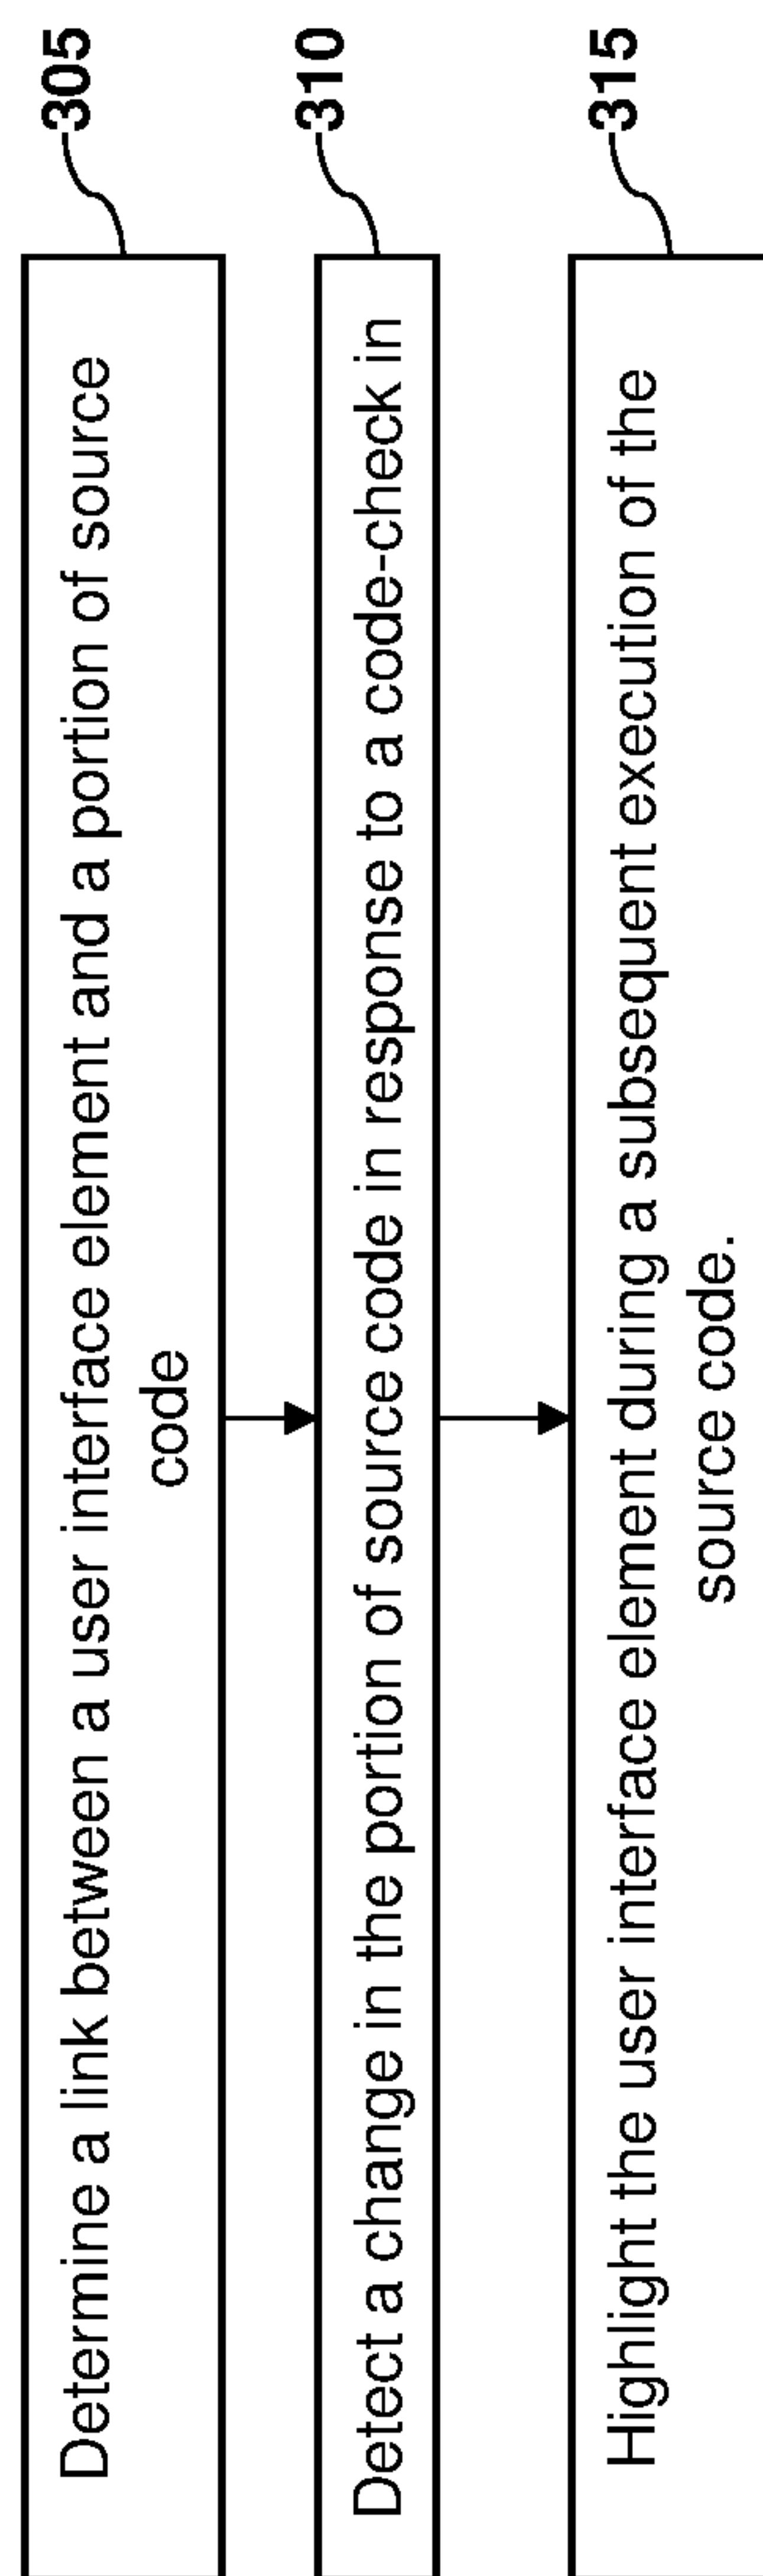 Determine a link between a user interface element and a portion of source
code
305
Detect a change in the portion of source code in response to a code-check in
310
Highlight the user interface element during a subsequent execution of the
source code.
315